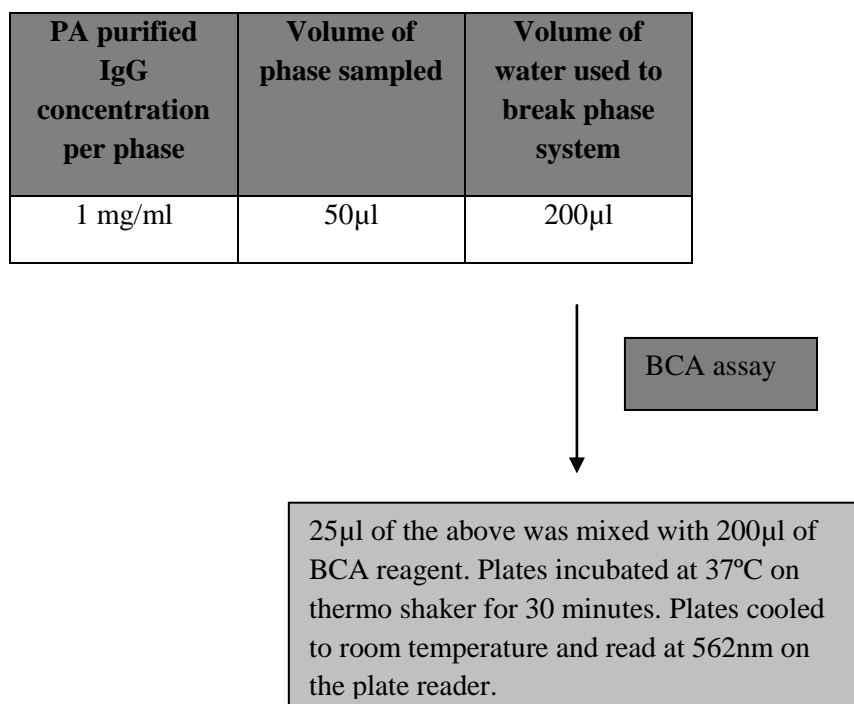 PA purified
IgG
concentration
per phase
Volume of
phase sampled
Volume of
water used to
break phase
system
1 mg/ml
50µl
200µl
BCA assay
25µl of the above was mixed with 200µl of
BCA reagent. Plates incubated at 37ºC on
thermo shaker for 30 minutes. Plates cooled
to room temperature and read at 562nm on
the plate reader.